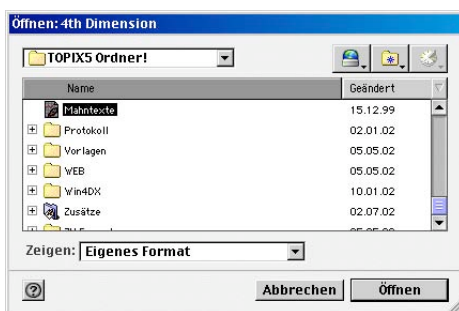 Öffnen: 4th Dimension
TOPIX5 Ordner!
Name Geändert
Mahntexte 15.12.99
Protokoll 02.01.02
Vorlagen 05.05.02
WEB 05.05.02
Win4DX 10.01.02
Zusätze 02.07.02
Zeigen: Eigenes Format
Abbrechen Öffnen